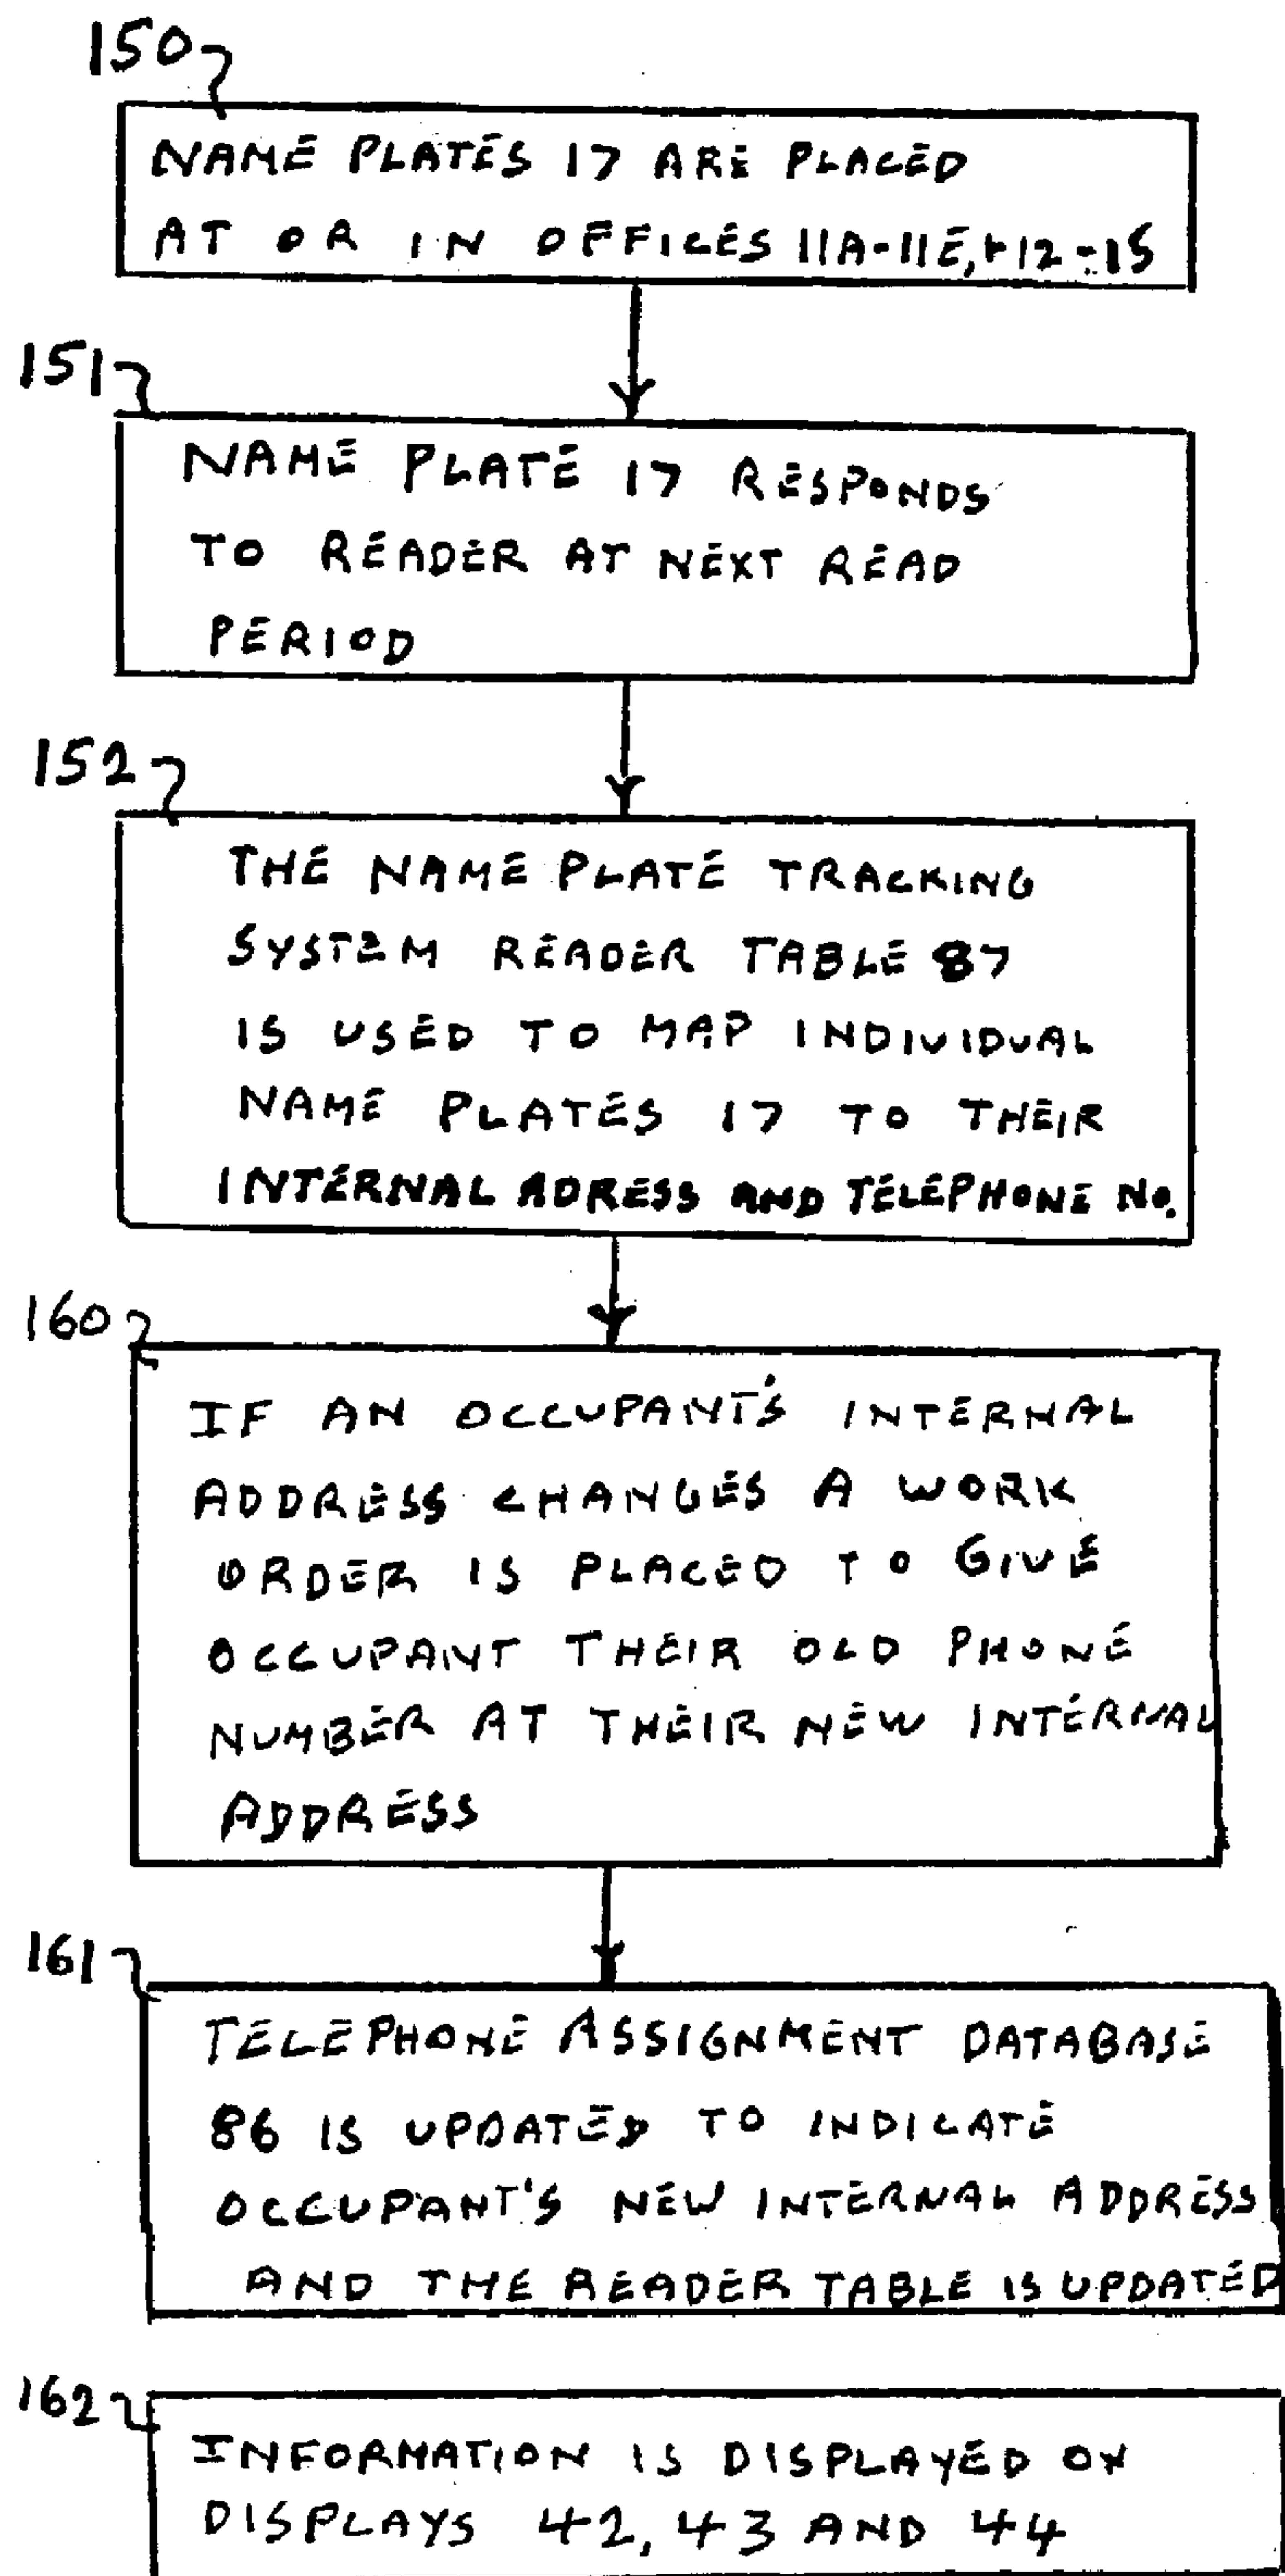 150
NAME PLATES 17 ARE PLACED
AT OR IN OFFICES 11A-11E, + 12-15
151
NAME PLATE 17 RESPONDS
TO READER AT NEXT READ
PERIOD
152
THE NAME PLATE TRACKING
SYSTEM READER TABLE 87
IS USED TO MAP INDIVIDUAL
NAME PLATES 17 TO THEIR
INTERNAL ADRESS AND TELEPHONE NO.
160
IF AN OCCUPANT'S INTERNAL
ADDRESS CHANGES A WORK
ORDER IS PLACED TO GIVE
OCCUPANT THEIR OLD PHONE
NUMBER AT THEIR NEW INTERNAL
ADDRESS
161
TELEPHONE ASSIGNMENT DATABASE
86 IS UPDATED TO INDICATE
OCCUPANT'S NEW INTERNAL ADDRESS
AND THE READER TABLE IS UPDATED
162
INFORMATION IS DISPLAYED ON
DISPLAYS 42, 43 AND 44